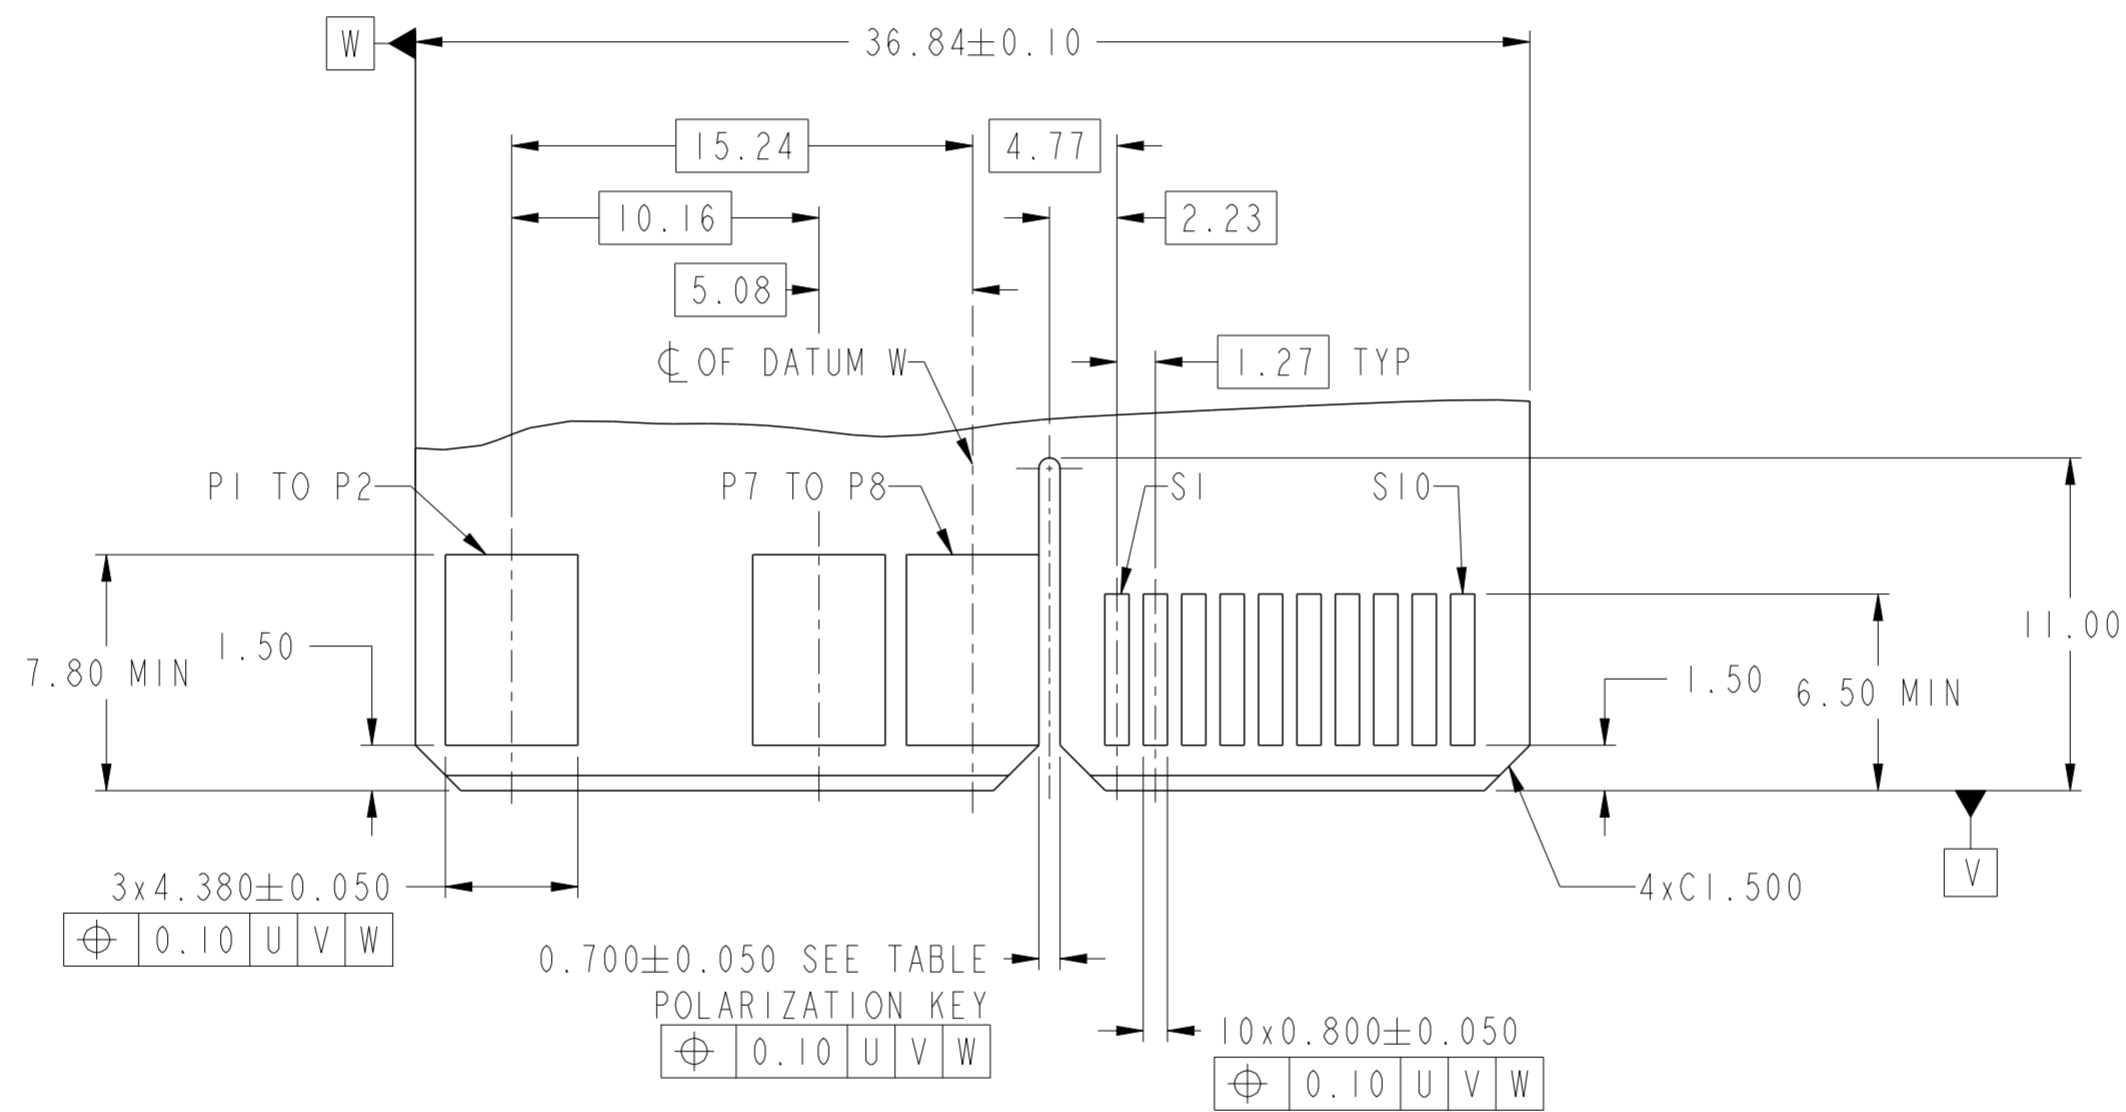 W
36.84±0.10
15.24
4.77
10.16
2.23
5.08
℄ OF DATUM W
1.27 TYP
P1 TO P2
P7 TO P8
S1
S10
11.00
1.50
7.80 MIN
1.50
6.50 MIN
3x4.380±0.050
⌖ 0.10 U V W
4xC1.500
V
0.700±0.050 SEE TABLE
POLARIZATION KEY
⌖ 0.10 U V W
10x0.800±0.050
⌖ 0.10 U V W